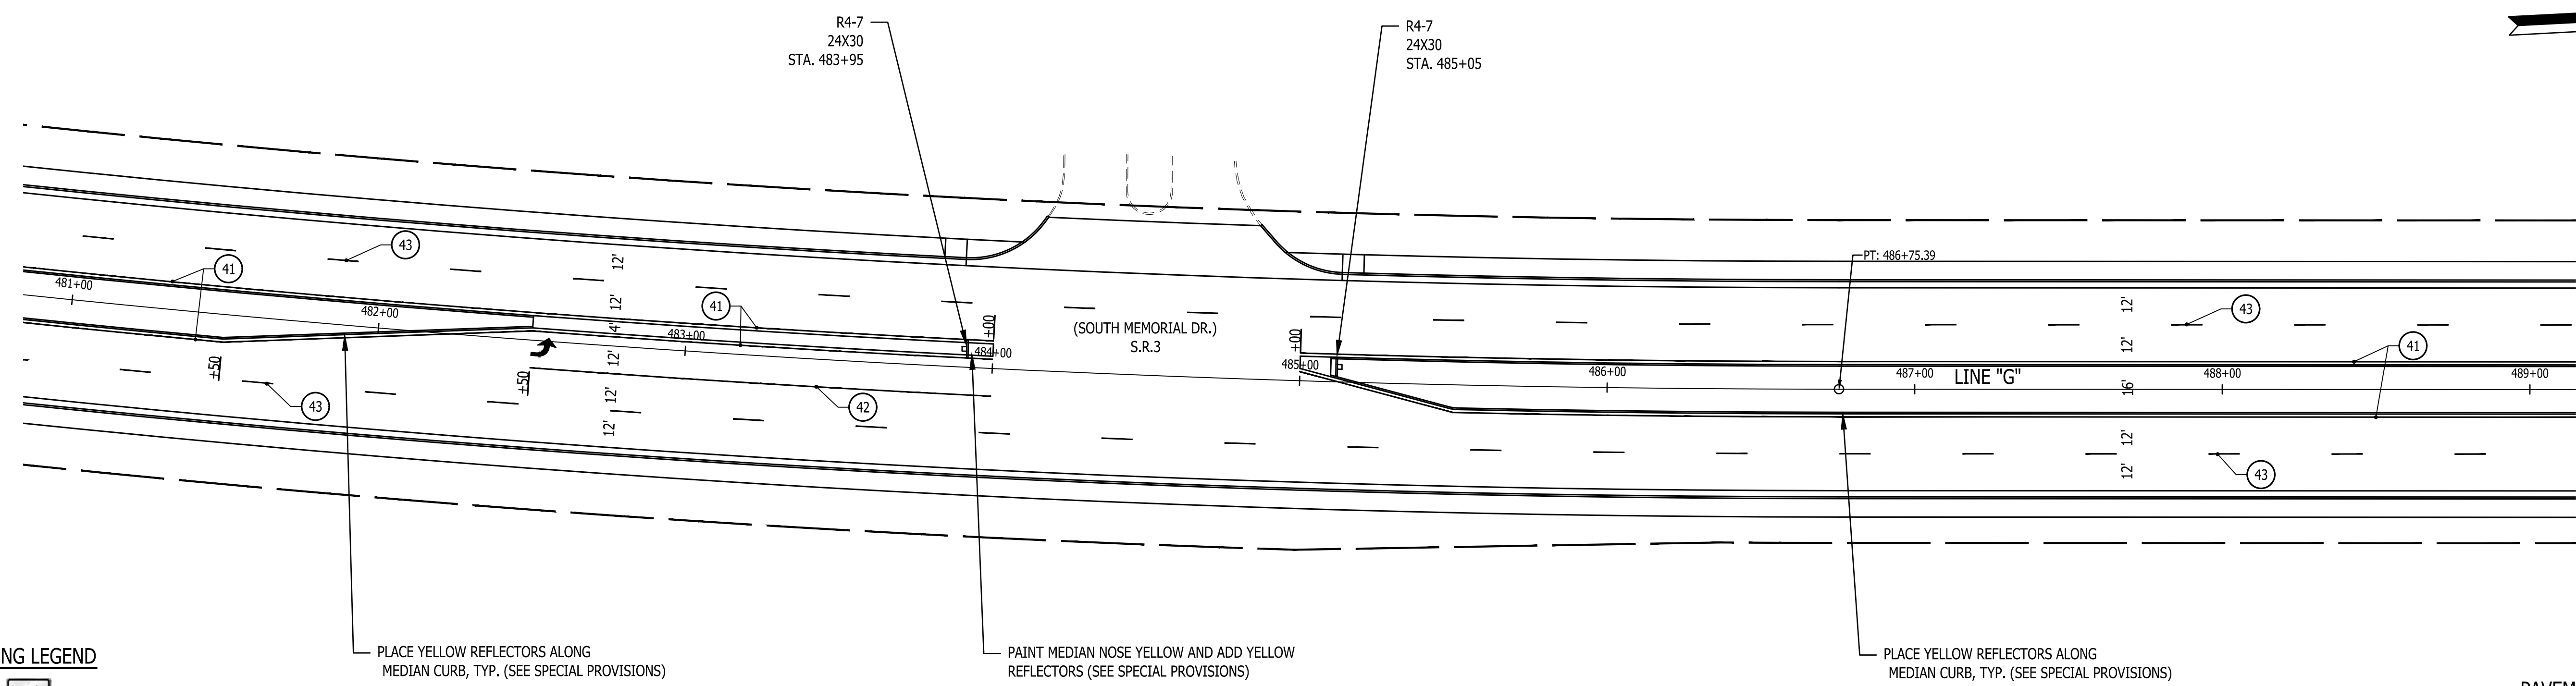 R4-7
24X30
STA. 483+95
R4-7
24X30
STA. 485+05
43
41
481+00
482+00
12'
12'
4'
12'
12'
12'
41
483+00
+00
484+00
(SOUTH MEMORIAL DR.)
S.R.3
+00
485+00
486+00
PT: 486+75.39
487+00
LINE "G"
488+00
489+00
12'
12'
16'
12'
12'
43
41
43
+50
43
+50
42
NG LEGEND
PLACE YELLOW REFLECTORS ALONG
MEDIAN CURB, TYP. (SEE SPECIAL PROVISIONS)
PAINT MEDIAN NOSE YELLOW AND ADD YELLOW
REFLECTORS (SEE SPECIAL PROVISIONS)
PLACE YELLOW REFLECTORS ALONG
MEDIAN CURB, TYP. (SEE SPECIAL PROVISIONS)